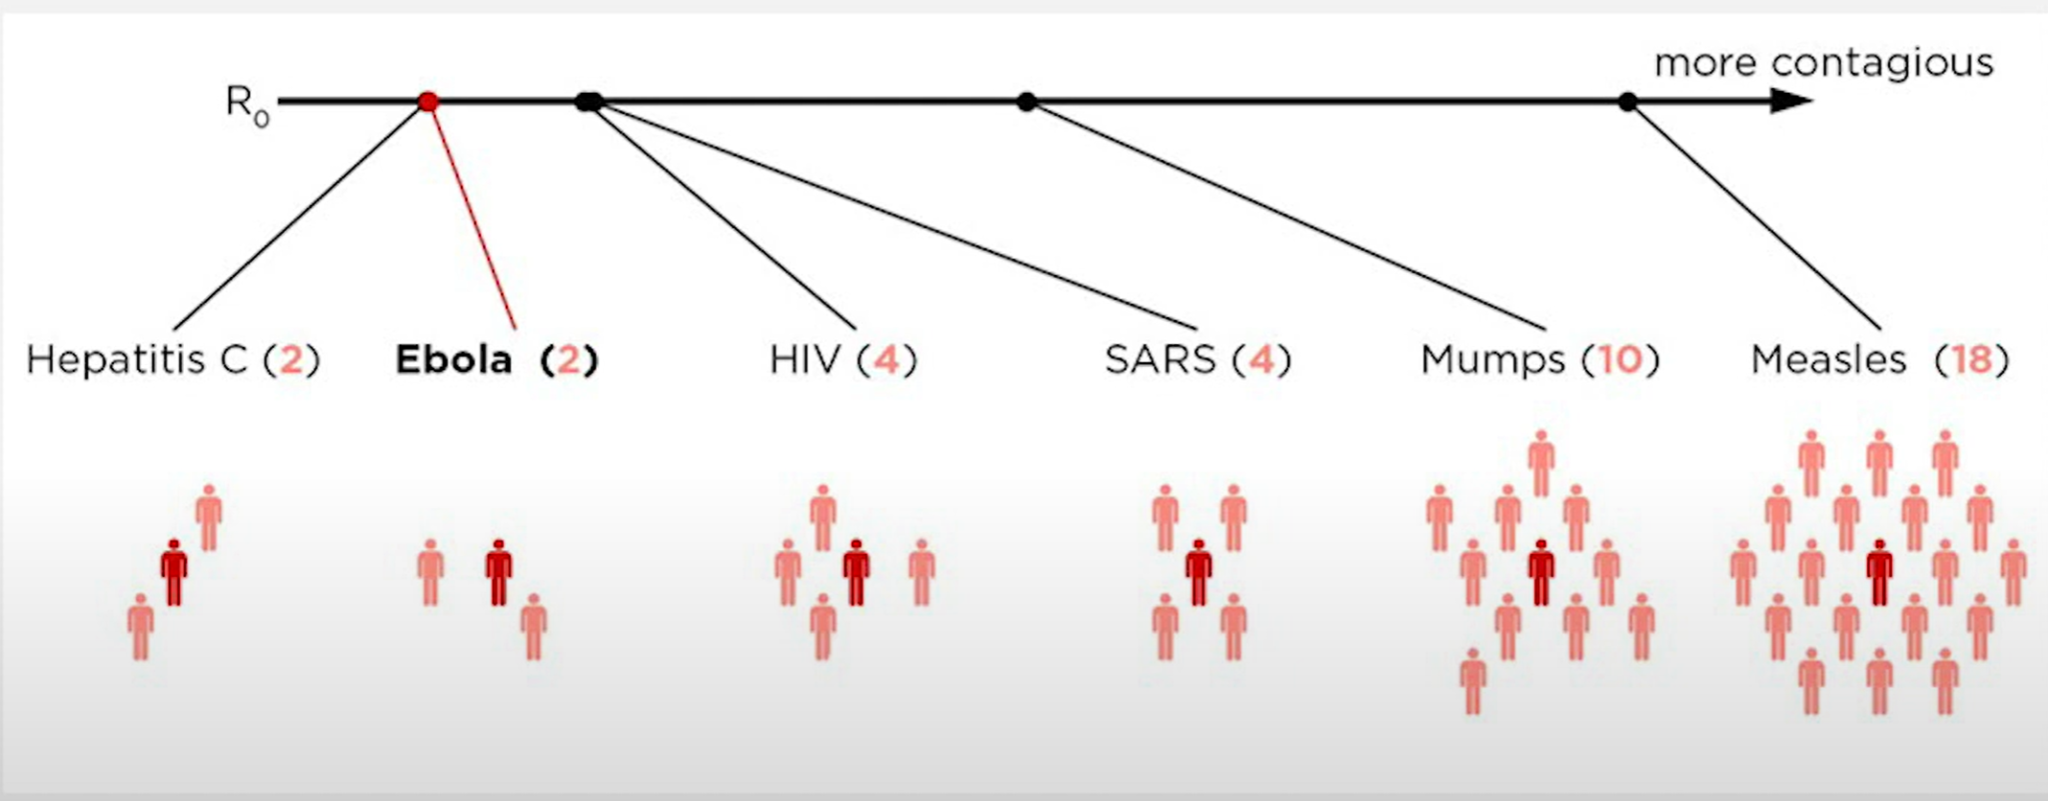 more contagious
R₀
Hepatitis C (2)
Ebola (2)
HIV (4)
SARS (4)
Mumps (10)
Measles (18)